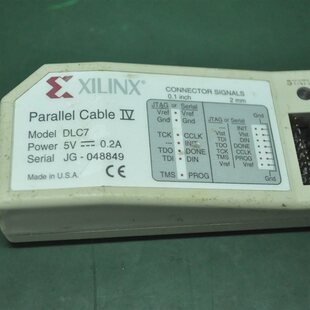 XILINX
Parallel Cable IV
Model DLC7
Power 5V 0.2A
Serial JG - 048849
Made in U.S.A.
CONNECTOR SIGNALS
0.1 inch
2 mm
JTAG or Serial
Vref Vref
Gnd Gnd
TCK CCLK
--- INIT
TDO DONE
TDI DIN
TMS PROG
JTAG or Serial
--- INIT
--- ---
TDI DIN
TDO DONE
TCK CCLK
TMS PROG
Vref Vref
Gnd
STATUS